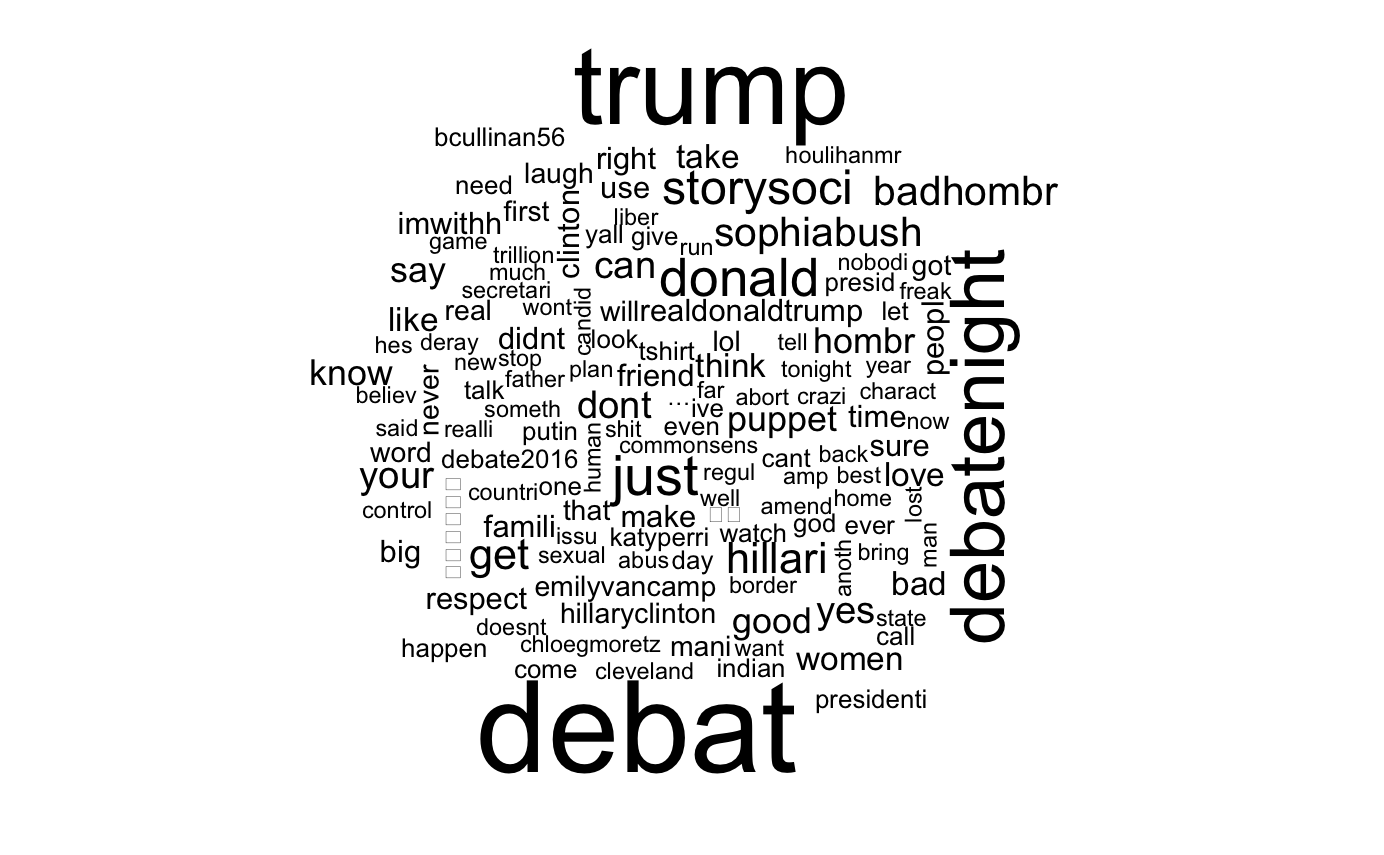 trump
bcullinan56
right take houlihanmr
laugh
need use storysoci badhombr
imwithh first liber
clinton
game yall give run sophiabush
trillion
say much can donald nobodi got
secretari presid freak
debatenight
like real wont candid willrealdonaldtrump let
peopl
hes deray didnt look tshirt lol tell hombr
know new stop father plan friend think tonight year
believ never talk far abort crazi charact
someth dont …ive puppet time now
said realli putin human shit even
commonsens
word debate2016 cant back sure
your just regul amp best love
control countri one well amend home lost
that make god ever
famili issu katyperri watch man
big get sexual abus day hillari anoth bring
respect emilyvancamp border bad
hillaryclinton good yes state
doesnt call
happen chloegmoretz mani want women
come cleveland indian
debat presidenti